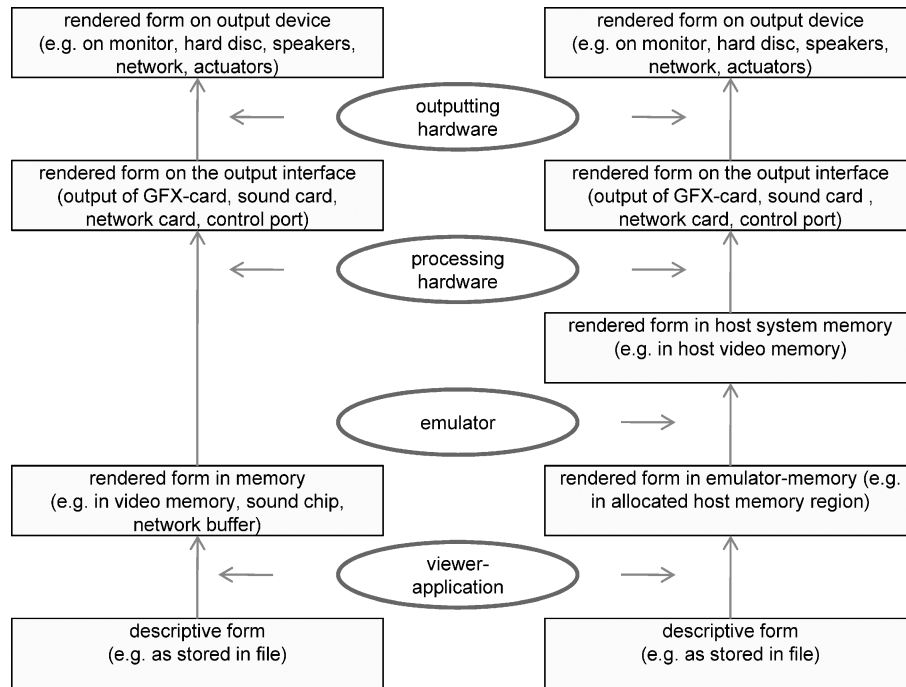 rendered form on output device
(e.g. on monitor, hard disc, speakers,
network, actuators)
rendered form on output device
(e.g. on monitor, hard disc, speakers,
network, actuators)
outputting
hardware
rendered form on the output interface
(output of GFX-card, sound card,
network card, control port)
rendered form on the output interface
(output of GFX-card, sound card ,
network card, control port)
processing
hardware
rendered form in host system memory
(e.g. in host video memory)
emulator
rendered form in memory
(e.g. in video memory, sound chip,
network buffer)
rendered form in emulator-memory (e.g.
in allocated host memory region)
viewer-
application
descriptive form
(e.g. as stored in file)
descriptive form
(e.g. as stored in file)